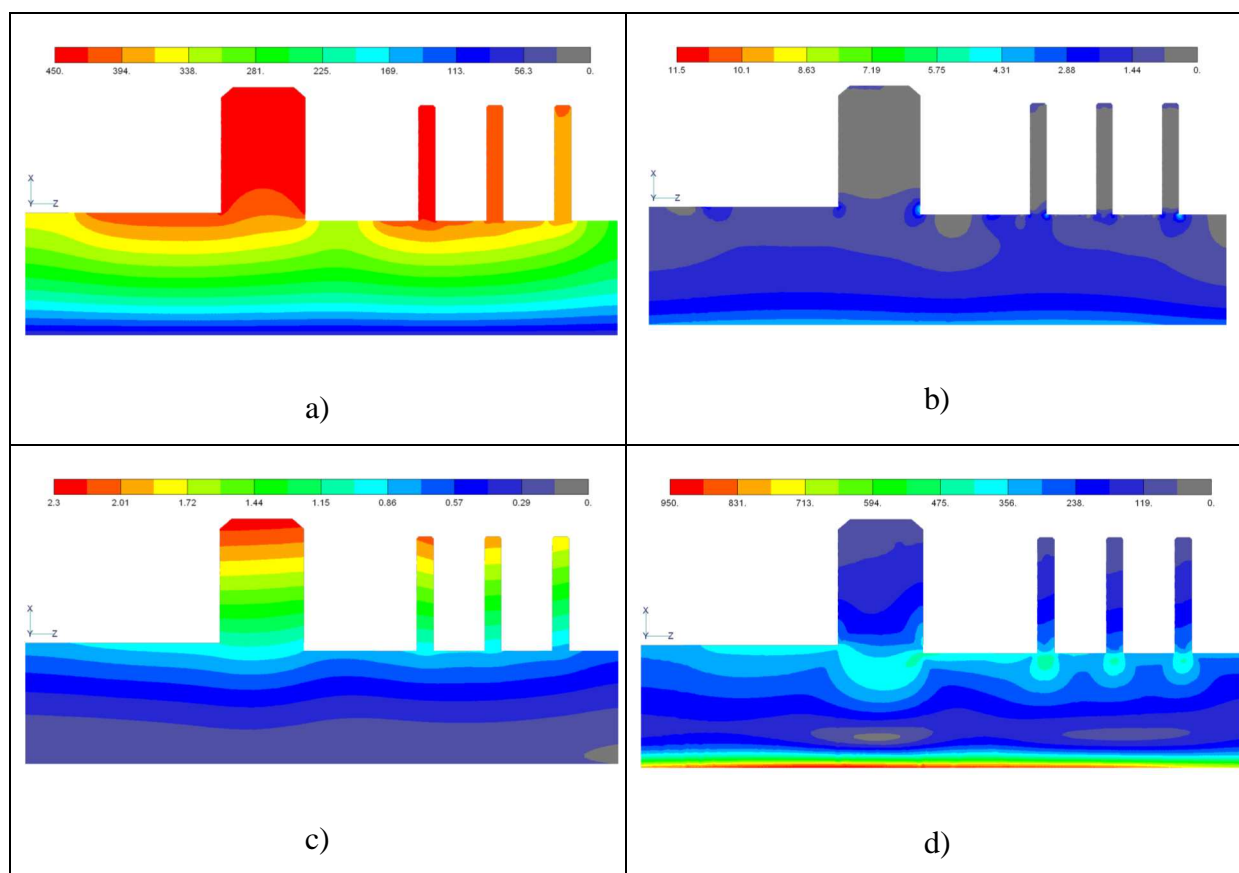 450. 394. 338. 281. 225. 169. 113. 56.3 0.
X
Y Z
a)
11.5 10.1 8.63 7.19 5.75 4.31 2.88 1.44 0.
X
Y Z
b)
2.3 2.01 1.72 1.44 1.15 0.86 0.57 0.29 0.
X
Y Z
c)
950. 831. 713. 594. 475. 356. 238. 119. 0.
X
Y Z
d)